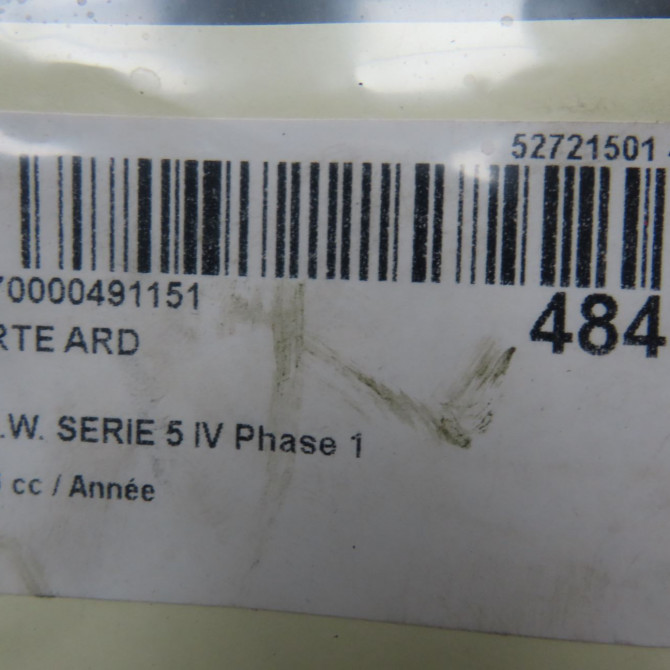 52721501
70000491151
484
RTE ARD
.W. SERIE 5 IV Phase 1
cc / Année